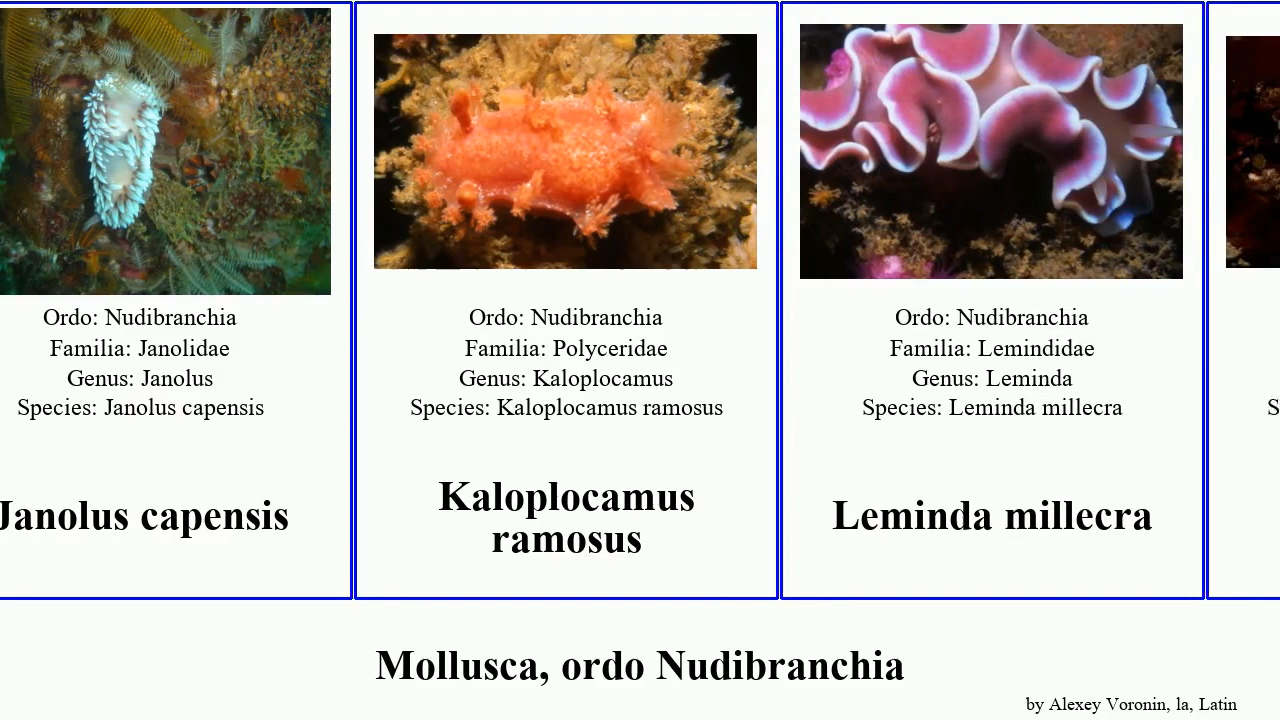 Ordo: Nudibranchia
Familia: Janolidae
Genus: Janolus
Species: Janolus capensis
Janolus capensis
Ordo: Nudibranchia
Familia: Polyceridae
Genus: Kaloplocamus
Species: Kaloplocamus ramosus
Kaloplocamus
ramosus
Ordo: Nudibranchia
Familia: Lemindidae
Genus: Leminda
Species: Leminda millecra
Leminda millecra
S
Mollusca, ordo Nudibranchia
by Alexey Voronin, la, Latin